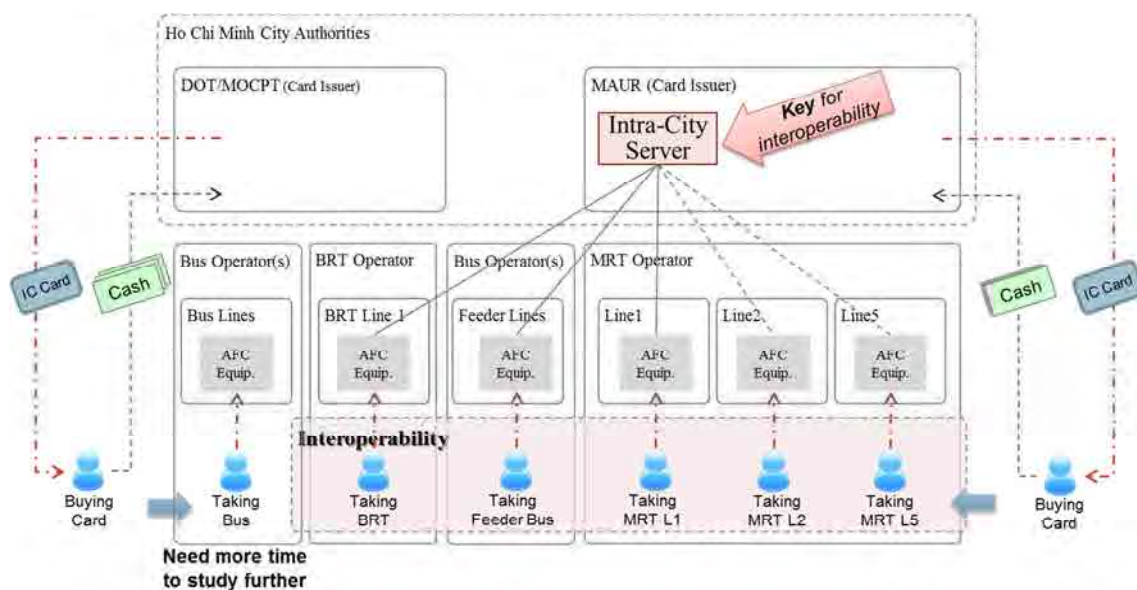 Ho Chi Minh City Authorities
DOT/MOCPT (Card Issuer)
MAUR (Card Issuer)
Intra-City
Server
Key for
interoperability
IC Card
Cash
Cash
IC Card
Bus Operator(s)
BRT Operator
Bus Operator(s)
MRT Operator
Bus Lines
BRT Line 1
Feeder Lines
Line1
Line2
Line5
AFC
Equip.
AFC
Equip.
AFC
Equip.
AFC
Equip.
AFC
Equip.
AFC
Equip.
Interoperability
Buying
Card
Taking
Bus
Taking
BRT
Taking
Feeder Bus
Taking
MRT L1
Taking
MRT L2
Taking
MRT L5
Buying
Card
Need more time
to study further